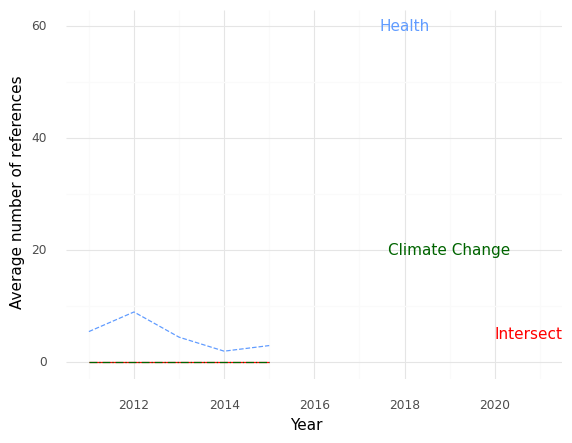 60
Health
40
20
Climate Change
Intersect
0
2012 2014 2016 2018 2020
Year
Average number of references